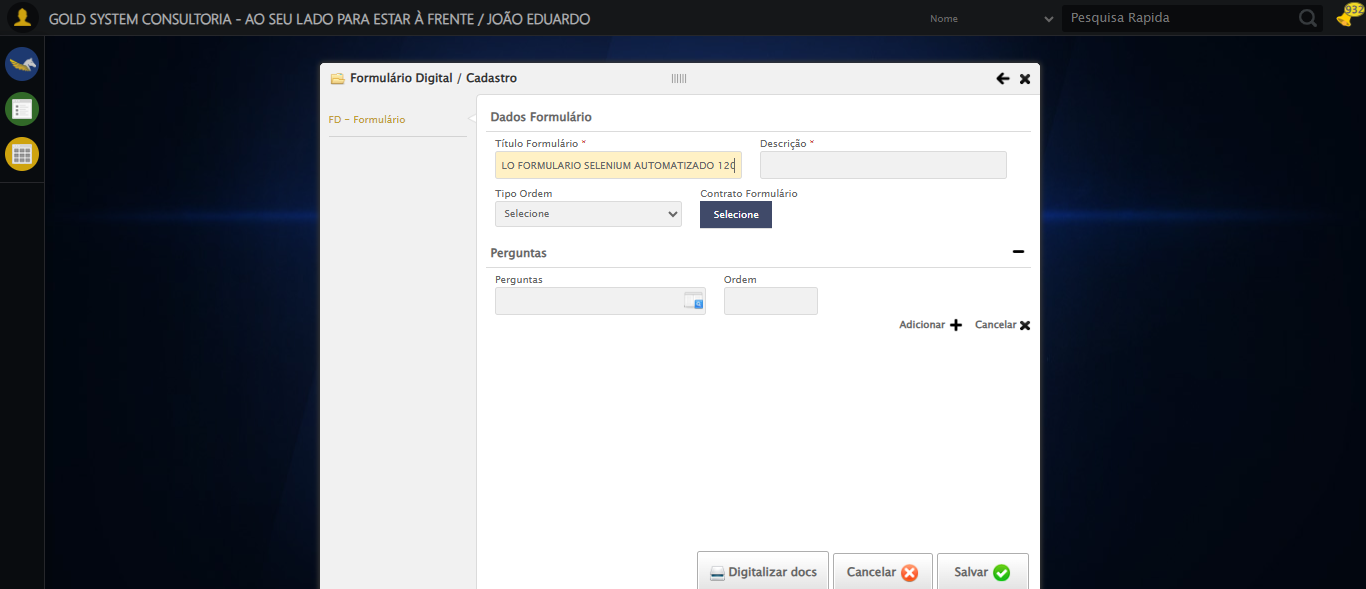 GOLD SYSTEM CONSULTORIA - AO SEU LADO PARA ESTAR À FRENTE / JOÃO EDUARDO
Nome
Pesquisa Rapida
932
Formulário Digital / Cadastro
FD - Formulário
Dados Formulário
Título Formulário *
Descrição *
LO FORMULARIO SELENIUM AUTOMATIZADO
Tipo Ordem
Contrato Formulário
Selecione
Selecione
Perguntas
Perguntas
Ordem
Adicionar
Cancelar
Digitalizar docs
Cancelar
Salvar